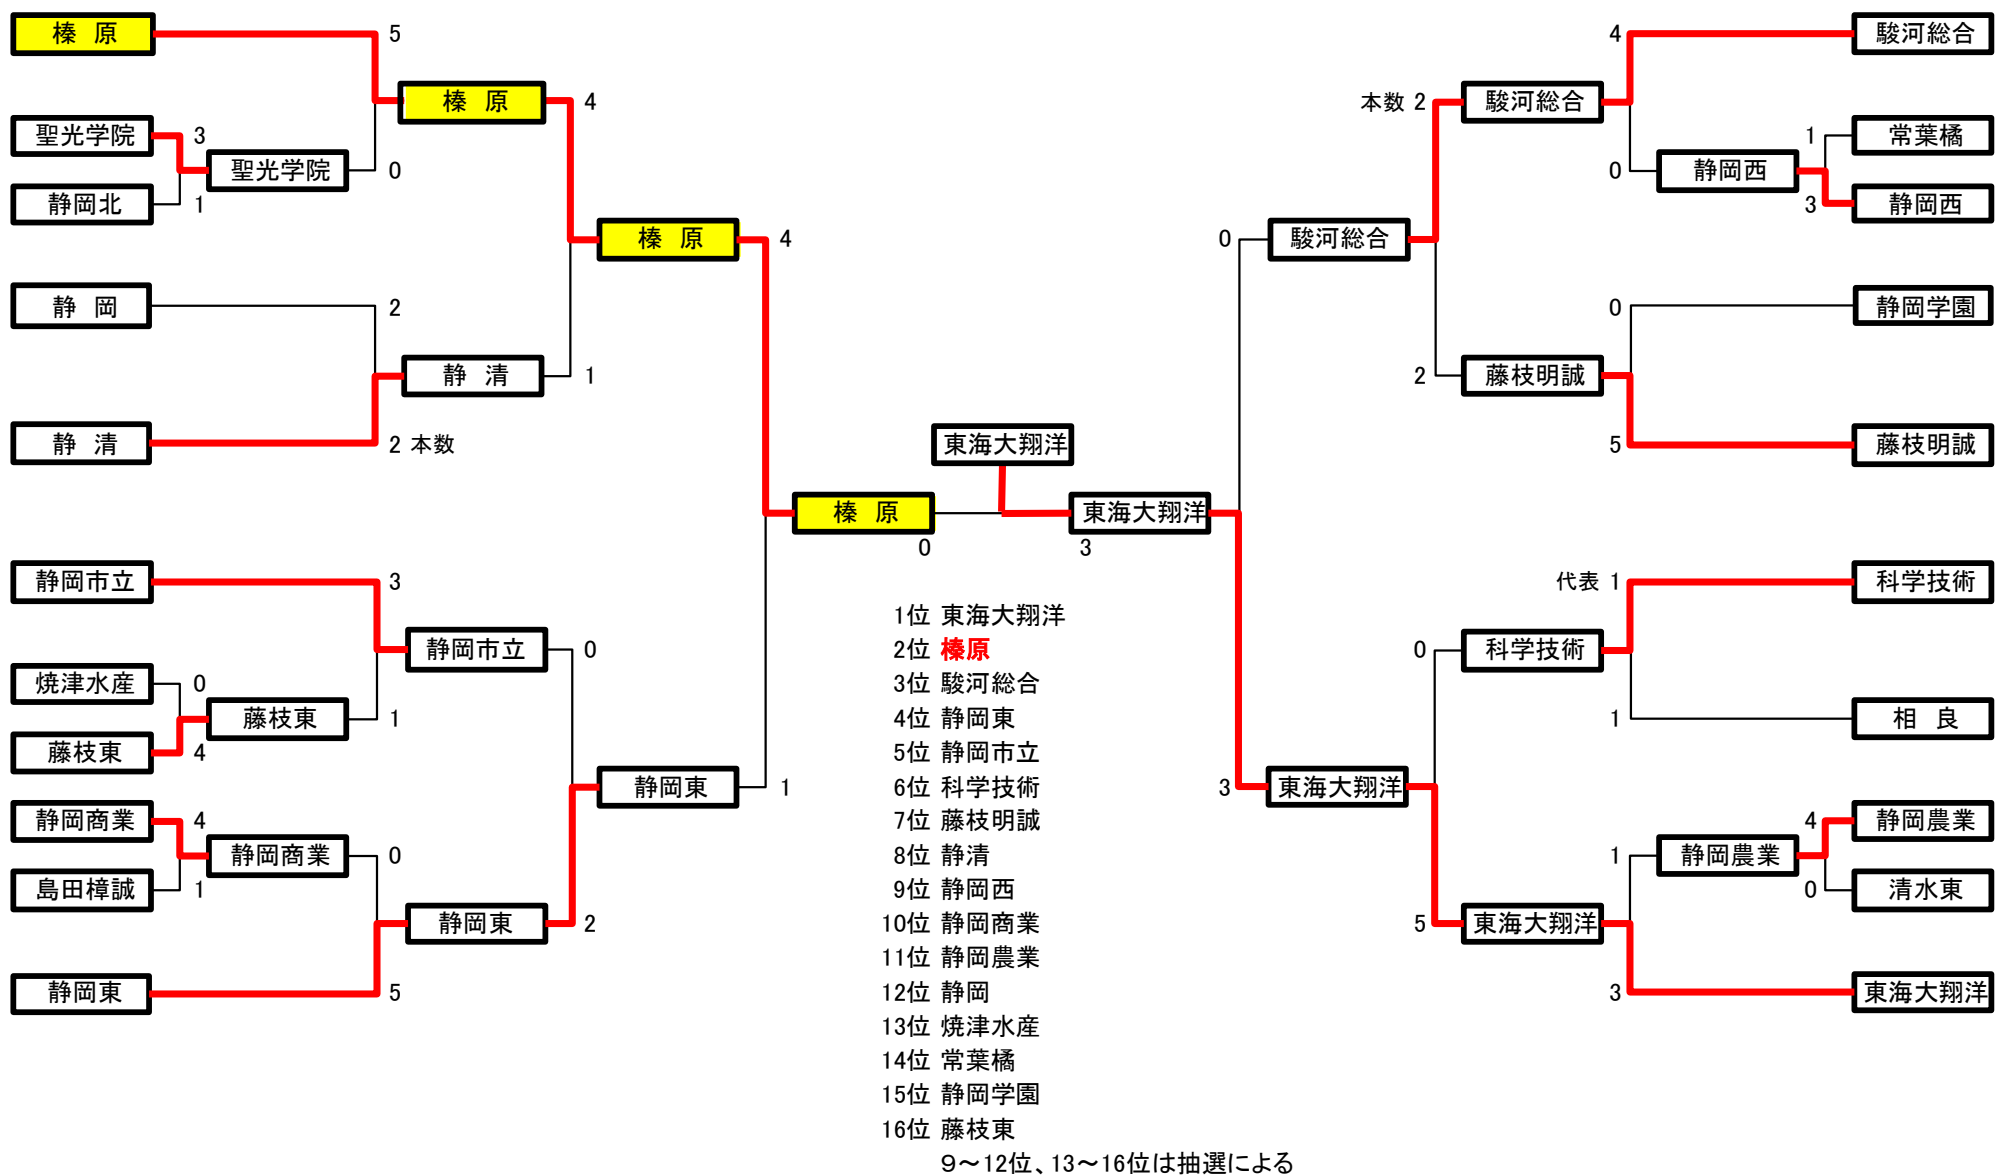 榛 原
5
榛 原
4
聖光学院
3
聖光学院
0
静岡北
1
榛 原
4
静 岡
2
静 清
1
静 清
2 本数
静岡市立
3
静岡市立
0
焼津水産
0
藤枝東
1
藤枝東
4
静岡東
1
静岡商業
4
静岡商業
0
島田樟誠
1
静岡東
2
静岡東
5
榛 原
0
東海大翔洋
東海大翔洋
3
駿河総合
4
駿河総合
本数 2
常葉橘
1
静岡西
0
静岡西
3
駿河総合
0
静岡学園
0
藤枝明誠
2
藤枝明誠
5
科学技術
代表 1
科学技術
0
相 良
1
東海大翔洋
3
静岡農業
4
静岡農業
1
清水東
0
東海大翔洋
5
東海大翔洋
3
1位 東海大翔洋
2位 榛原
3位 駿河総合
4位 静岡東
5位 静岡市立
6位 科学技術
7位 藤枝明誠
8位 静清
9位 静岡西
10位 静岡商業
11位 静岡農業
12位 静岡
13位 焼津水産
14位 常葉橘
15位 静岡学園
16位 藤枝東
9～12位、13～16位は抽選による